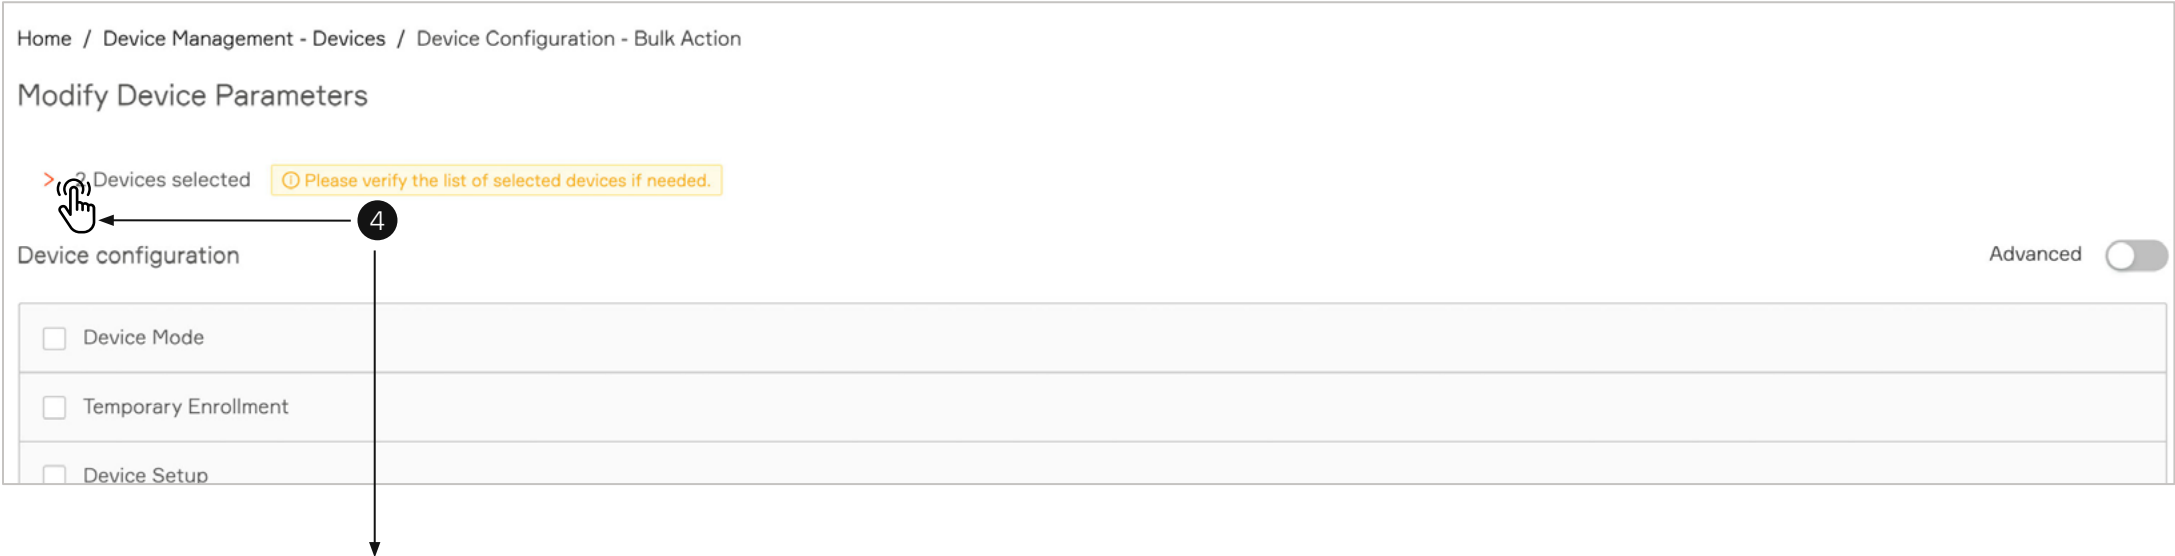 Home / Device Management - Devices / Device Configuration - Bulk Action
Modify Device Parameters
> 2 Devices selected
Please verify the list of selected devices if needed.
4
Device configuration
Advanced
Device Mode
Temporary Enrollment
Device Setup